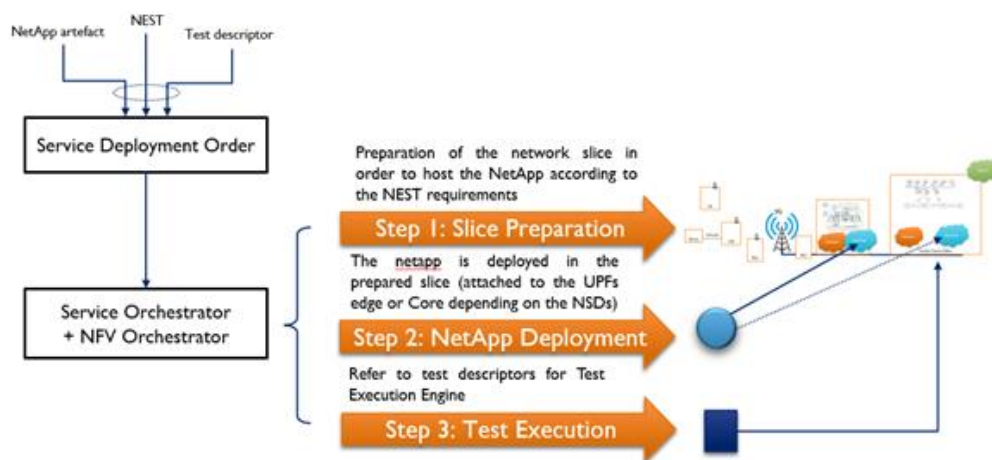 NEST
NetApp artefact
Test descriptor
Service Deployment Order
Preparation of the network slice in
order to host the NetApp according to
the NEST requirements
Step 1: Slice Preparation
The netapp is deployed in the
prepared slice (attached to the UPFs
edge or Core depending on the NSDs)
Service Orchestrator
+ NFV Orchestrator
Step 2: NetApp Deployment
Refer to test descriptors for Test
Execution Engine
Step 3: Test Execution